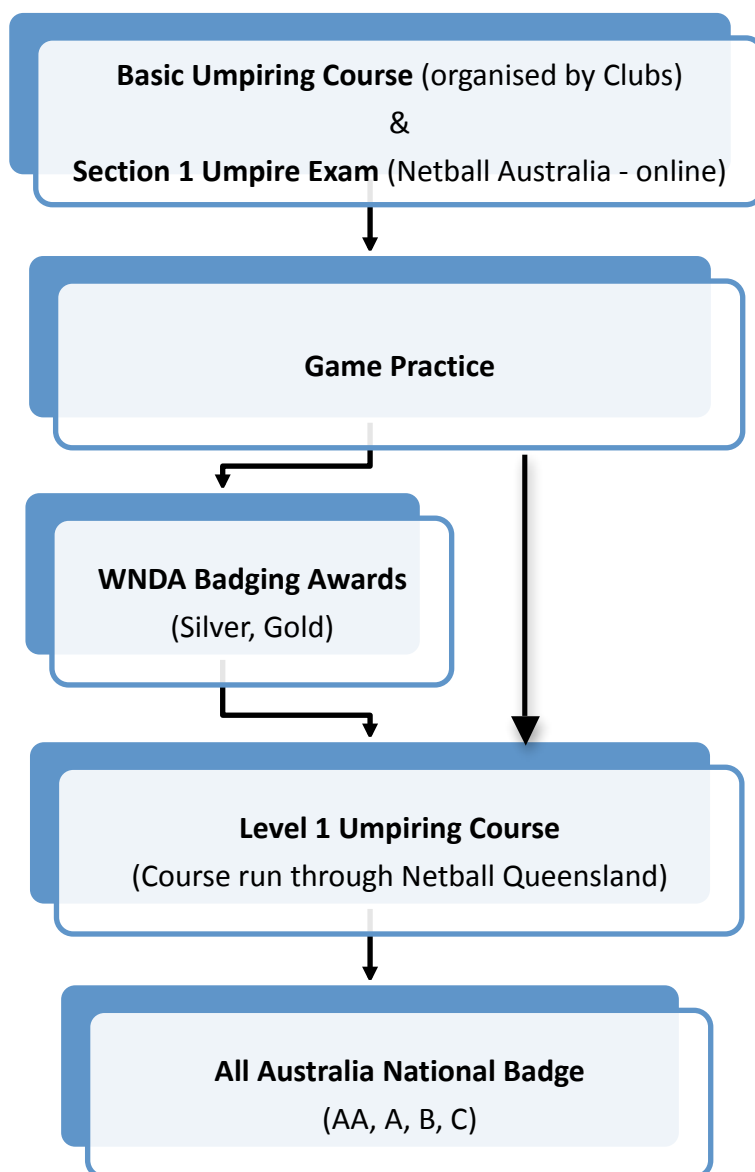 Basic Umpiring Course (organised by Clubs)
&
Section 1 Umpire Exam (Netball Australia - online)
Game Practice
WNDA Badging Awards
(Silver, Gold)
Level 1 Umpiring Course
(Course run through Netball Queensland)
All Australia National Badge
(AA, A, B, C)